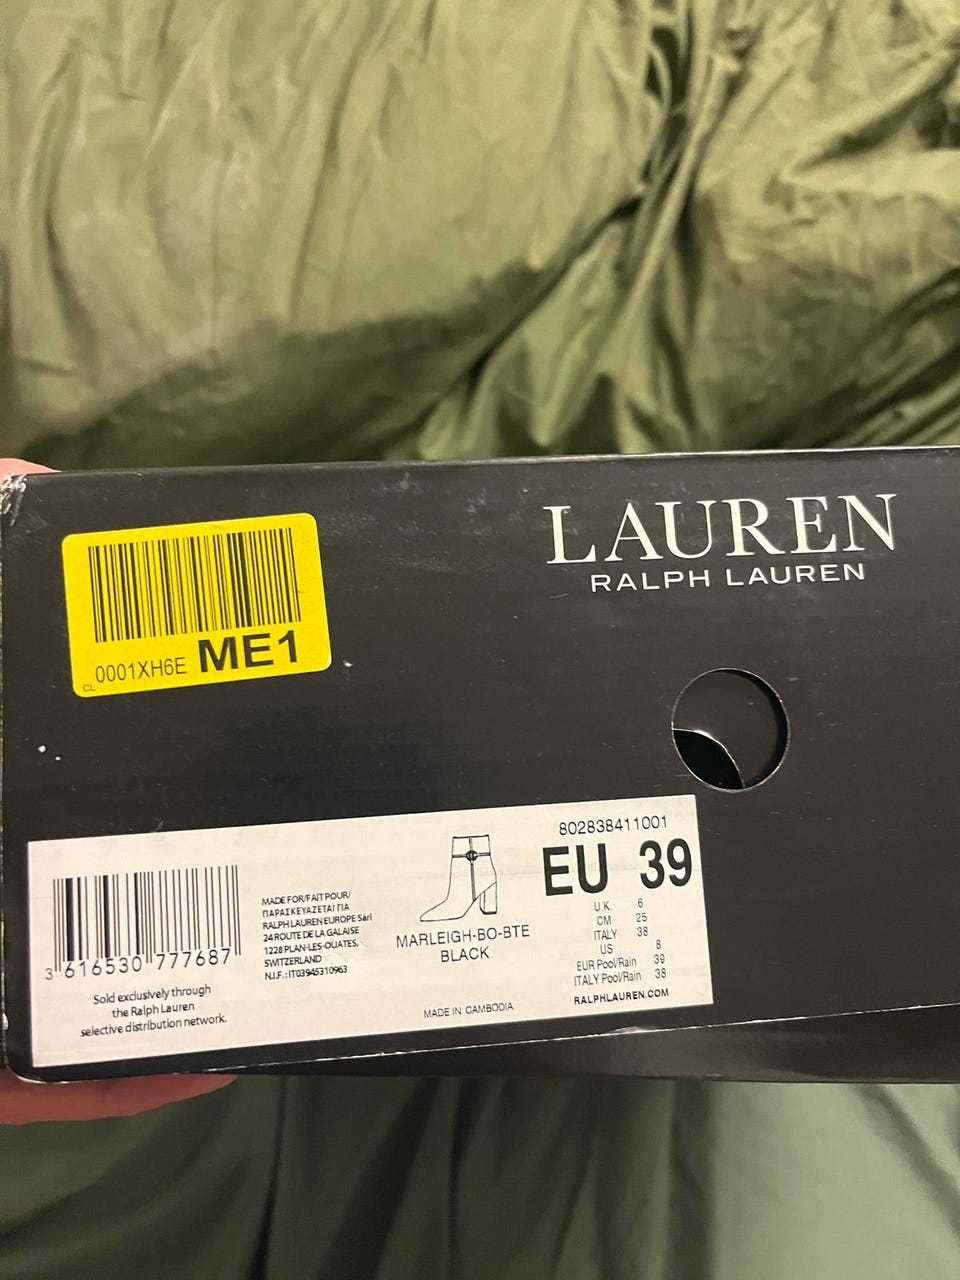 LAUREN
RALPH LAUREN
0001XH6E ME1
CL
802838411001
EU 39
U.K. 6
CM 25
ITALY 38
US 8
EUR Pool/Rain 39
ITALY Pool/Rain 38
RALPHLAUREN.COM
MARLEIGH-BO-BTE
BLACK
MADE IN CAMBODIA
MADE FOR/FAIT POUR/
ΠΑΡΑΣΚΕΥΑΖΕΤΑΙ ΓΙΑ
RALPH LAUREN EUROPE Sàrl
24 ROUTE DE LA GALAISE
1228 PLAN-LES-OUATES,
SWITZERLAND
N.I.F.: IT03945310963
3 616530 777687
Sold exclusively through
the Ralph Lauren
selective distribution network.